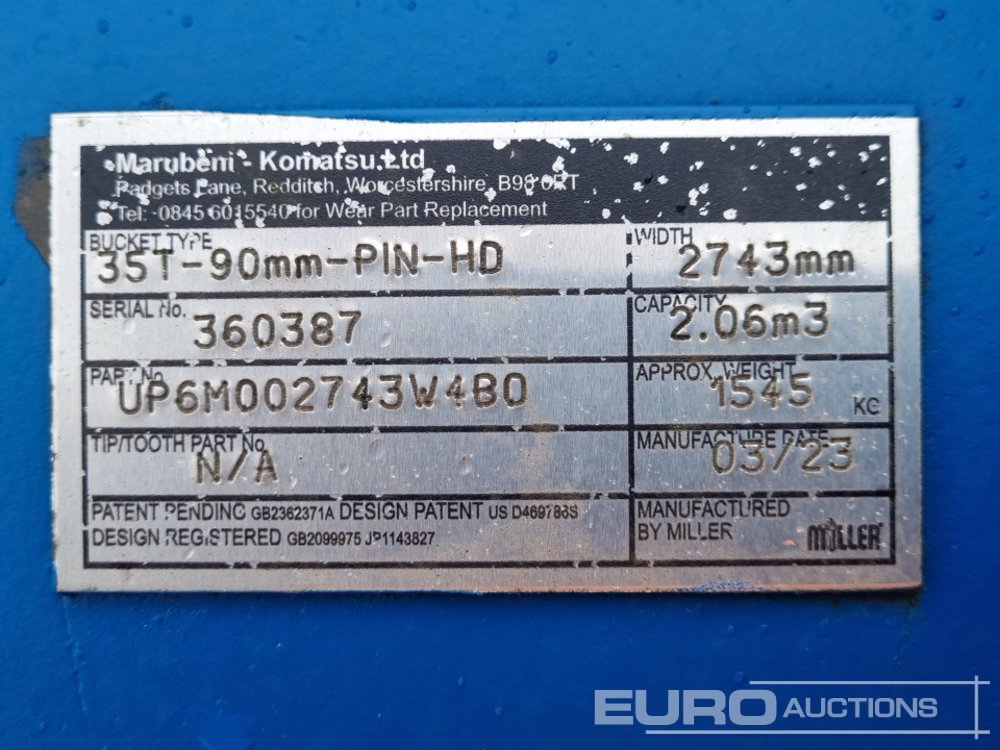 Marubeni - Komatsu Ltd
Padgets Lane, Redditch, Worcestershire, B98 0RT
Tel: -0845 6015540 for Wear Part Replacement
BUCKET TYPE
35T-90mm-PIN-HD
WIDTH
2743mm
SERIAL No.
360387
CAPACITY
2.06m3
PART No.
UP6M002743W4B0
APPROX. WEIGHT
1545 KG
TIP/TOOTH PART No.
N/A
MANUFACTURE DATE
03/23
PATENT PENDING GB2362371A DESIGN PATENT US D469786S
DESIGN REGISTERED GB2099975 JP1143827
MANUFACTURED
BY MILLER
MILLER
EURO AUCTIONS